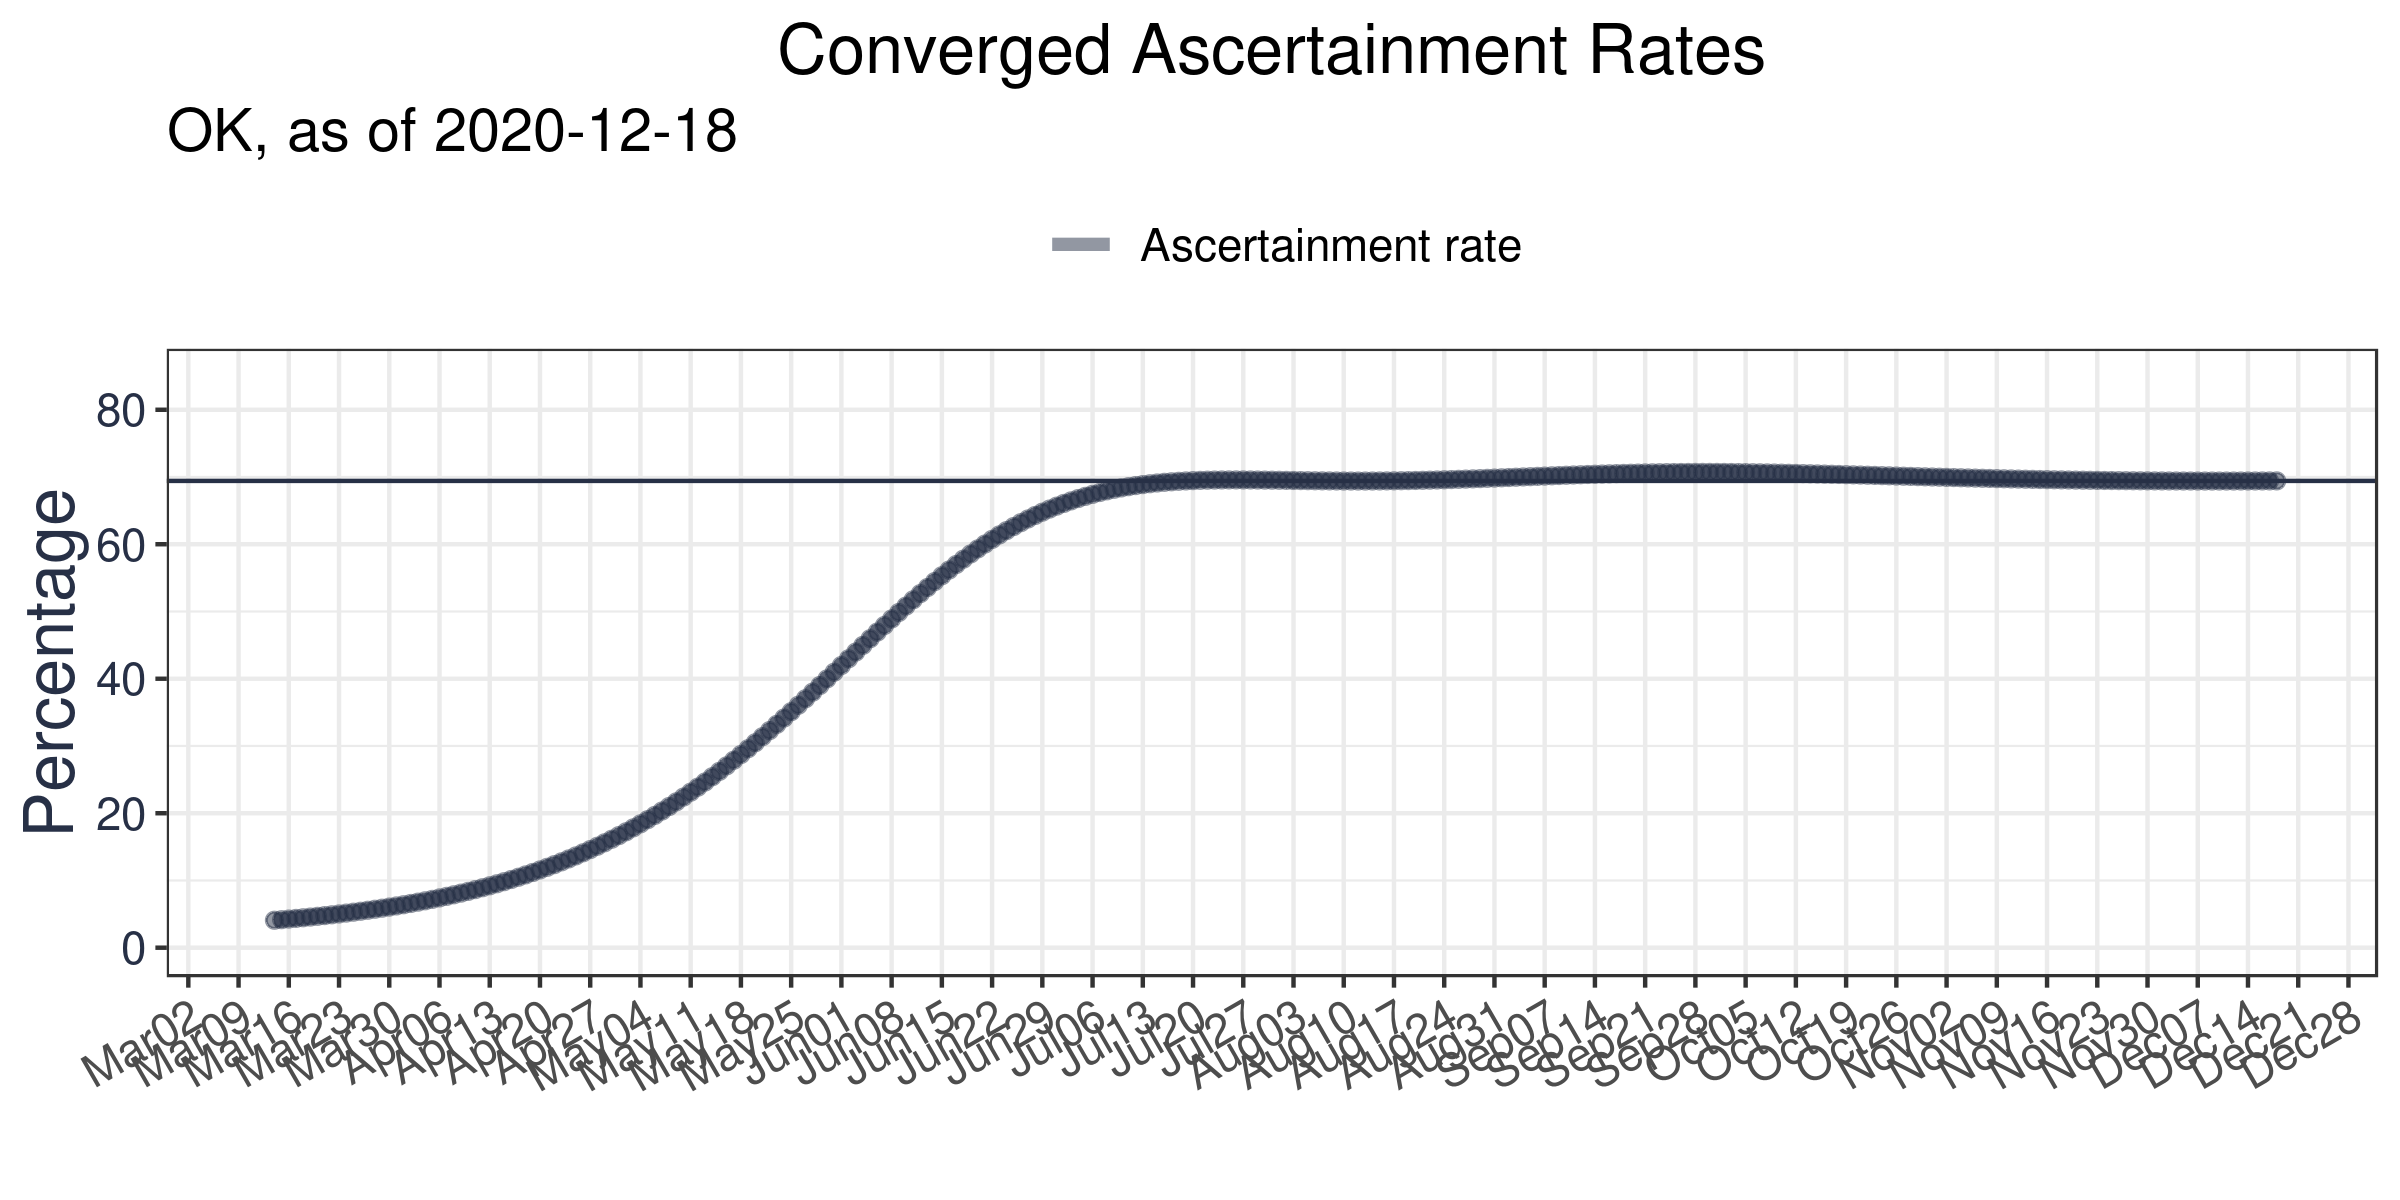 Converged Ascertainment Rates
OK, as of 2020-12-18
Ascertainment rate
Percentage
80
60
40
20
0
Mar02
Mar09
Mar16
Mar23
Mar30
Apr06
Apr13
Apr20
Apr27
May04
May11
May18
May25
Jun01
Jun08
Jun15
Jun22
Jun29
Jul06
Jul13
Jul20
Jul27
Aug03
Aug10
Aug17
Aug24
Aug31
Sep07
Sep14
Sep21
Sep28
Oct05
Oct12
Oct19
Oct26
Nov02
Nov09
Nov16
Nov23
Nov30
Dec07
Dec14
Dec21
Dec28